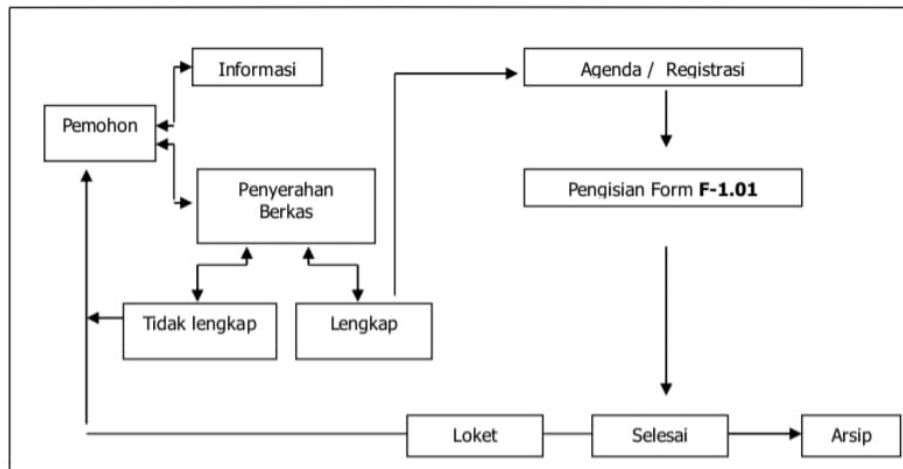 Informasi
Agenda / Registrasi
Pemohon
Penyerahan
Berkas
Pengisian Form F-1.01
Tidak lengkap
Lengkap
Loket
Selesai
Arsip